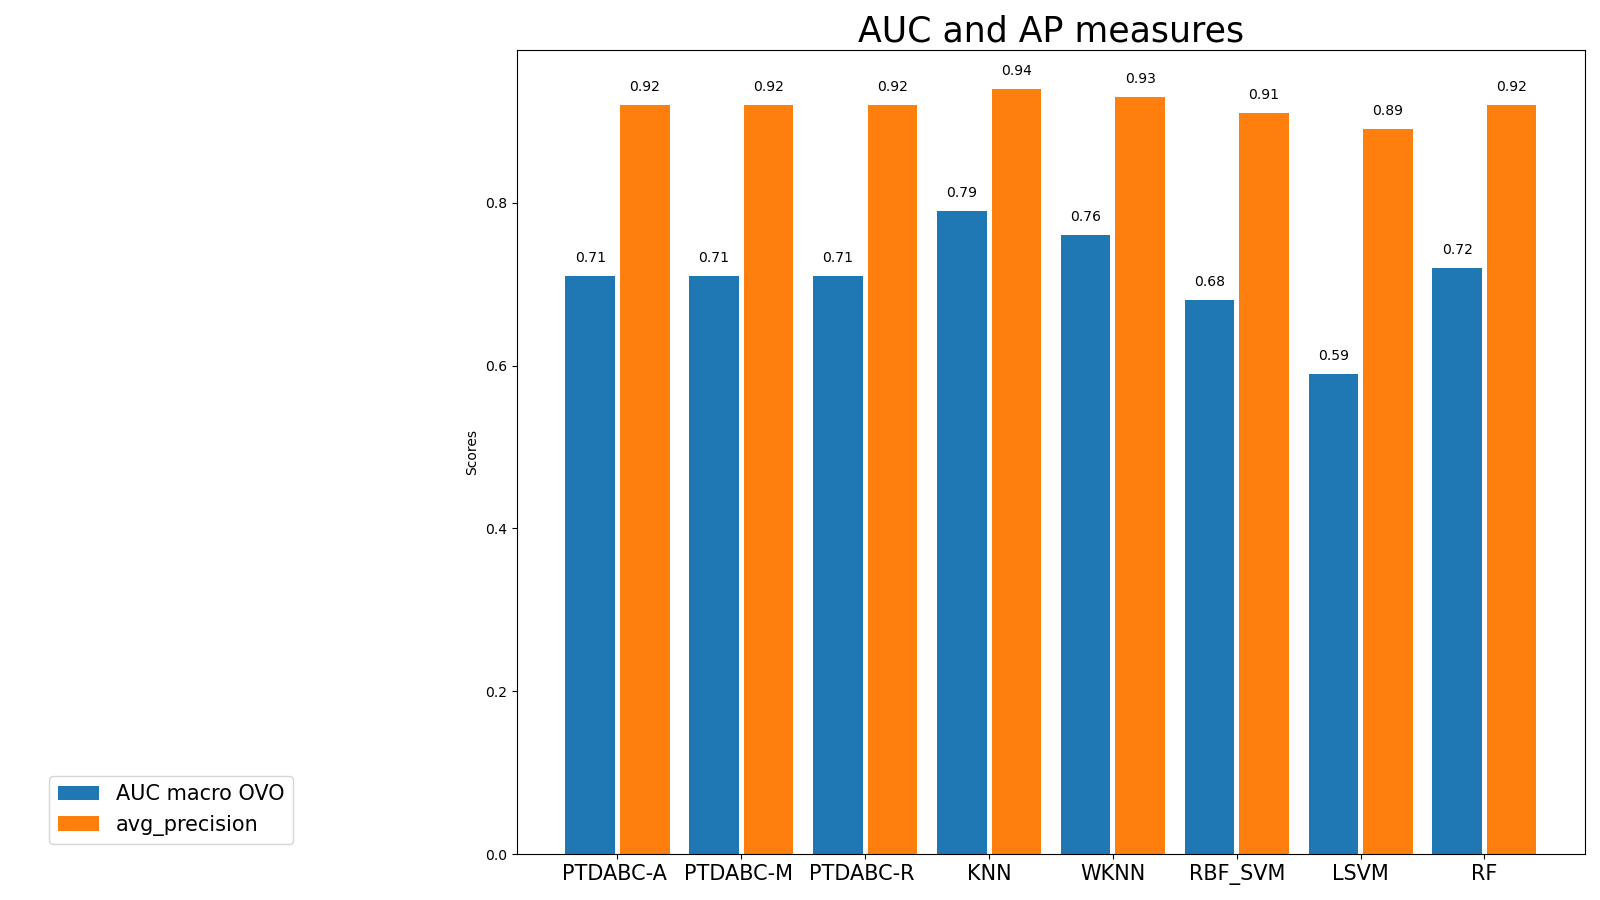 AUC and AP measures
0.92 0.92 0.92 0.94 0.93 0.91 0.89 0.92
0.71 0.71 0.71 0.79 0.76 0.68 0.59 0.72
0.8
0.6
0.4
0.2
0.0
Scores
PTDABC-A PTDABC-M PTDABC-R KNN WKNN RBF_SVM LSVM RF
AUC macro OVO
avg_precision